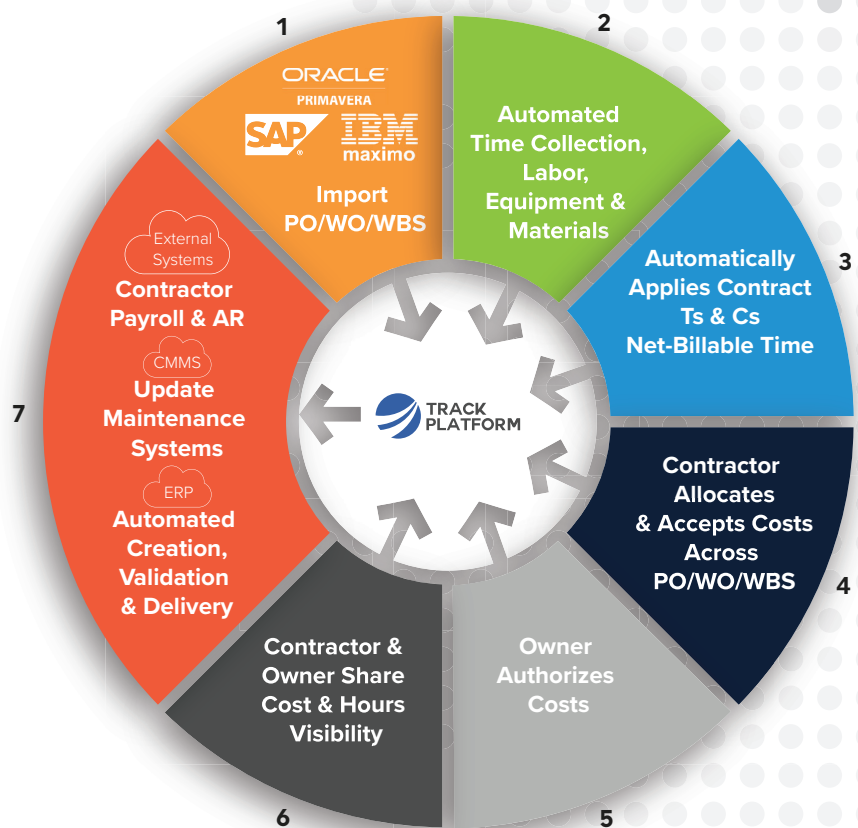 1
ORACLE
PRIMAVERA
SAP®
IBM
maximo
Import
PO/WO/WBS
2
Automated
Time Collection,
Labor,
Equipment &
Materials
3
Automatically
Applies Contract
Ts & Cs
Net-Billable Time
4
Contractor
Allocates
& Accepts Costs
Across
PO/WO/WBS
5
Owner
Authorizes
Costs
6
Contractor &
Owner Share
Cost & Hours
Visibility
7
External
Systems
Contractor
Payroll & AR
CMMS
Update
Maintenance
Systems
ERP
Automated
Creation,
Validation
& Delivery
TRACK
PLATFORM